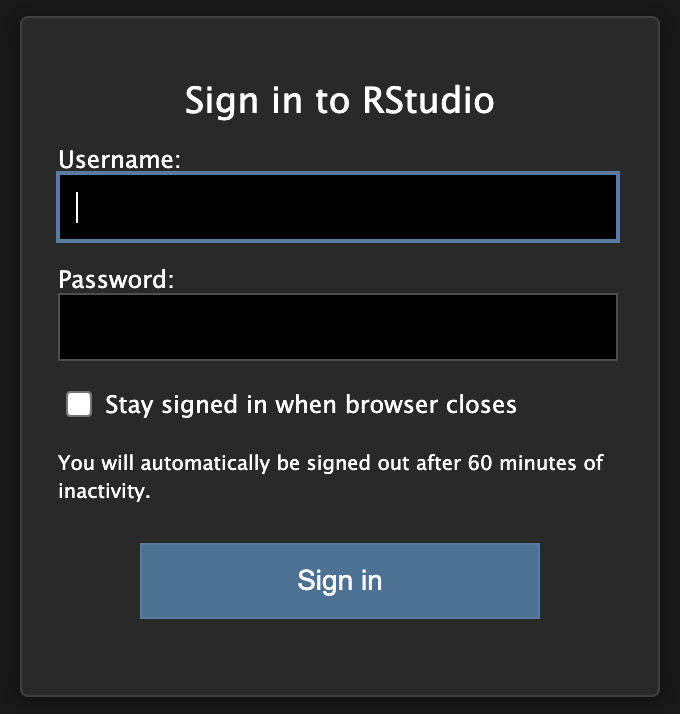 Sign in to RStudio
Username:
Password:
Stay signed in when browser closes
You will automatically be signed out after 60 minutes of
inactivity.
Sign in